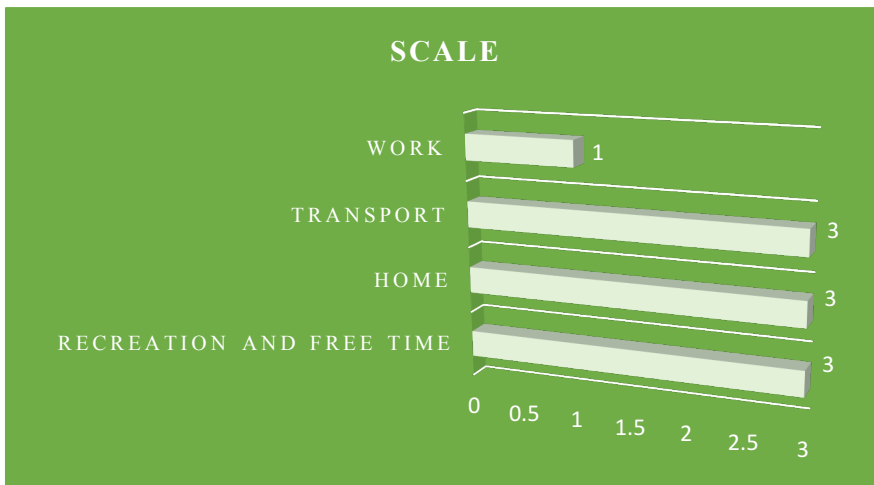 SCALE
WORK
1
TRANSPORT
3
HOME
3
RECREATION AND FREE TIME
3
0 0.5 1 1.5 2 2.5 3